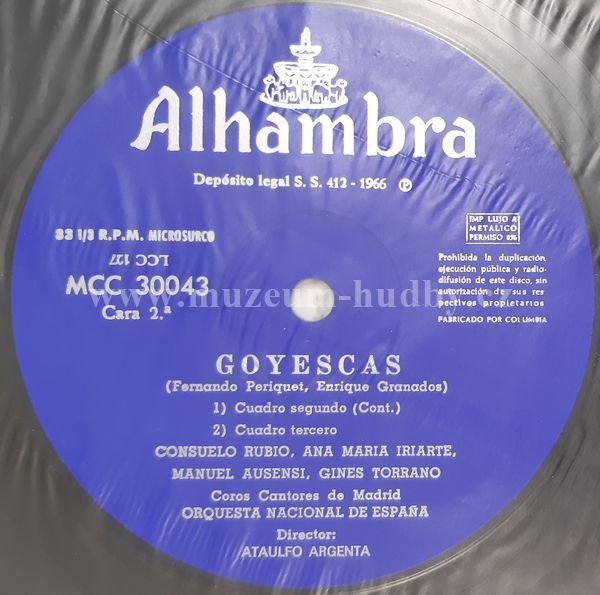 Alhambra
Depósito legal S. S. 412 - 1966 Ⓟ
33 1/3 R.P.M. MICROSURCO
LCC 127
MCC 30043
Cara 2.ª
IMP LUJO A
METALICO
PERMISO 8%
Prohibida la duplicación
ejecución pública y radio-
difusión de este disco, sin
autorización de sus res
pectivos propietarios
FABRICADO POR COLUMBIA
www.muzeum-hudby.cz
GOYESCAS
(Fernando Periquet, Enrique Granados)
1) Cuadro segundo (Cont.)
2) Cuadro tercero
CONSUELO RUBIO, ANA MARIA IRIARTE,
MANUEL AUSENSI, GINES TORRANO
Coros Cantores de Madrid
ORQUESTA NACIONAL DE ESPAÑA
Director:
ATAULFO ARGENTA